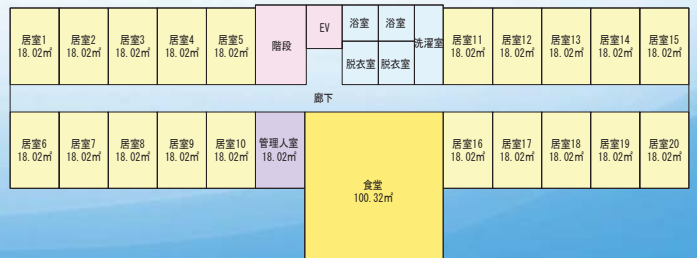 居室1
18.02㎡
居室2
18.02㎡
居室3
18.02㎡
居室4
18.02㎡
居室5
18.02㎡
階段
EV
浴室
浴室
脱衣室
脱衣室
洗濯室
居室11
18.02㎡
居室12
18.02㎡
居室13
18.02㎡
居室14
18.02㎡
居室15
18.02㎡
廊下
居室6
18.02㎡
居室7
18.02㎡
居室8
18.02㎡
居室9
18.02㎡
居室10
18.02㎡
管理人室
18.02㎡
食堂
100.32㎡
居室16
18.02㎡
居室17
18.02㎡
居室18
18.02㎡
居室19
18.02㎡
居室20
18.02㎡